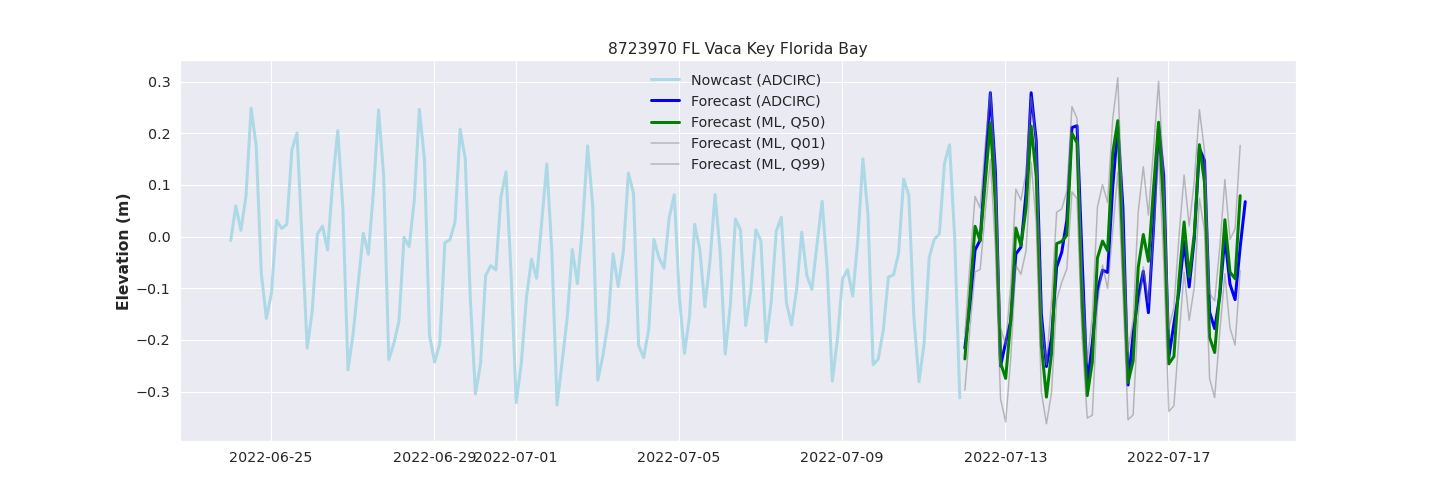 8723970 FL Vaca Key Florida Bay
Nowcast (ADCIRC)
Forecast (ADCIRC)
Forecast (ML, Q50)
Forecast (ML, Q01)
Forecast (ML, Q99)
Elevation (m)
0.3
0.2
0.1
0.0
−0.1
−0.2
−0.3
2022-06-25 2022-06-29 2022-07-01 2022-07-05 2022-07-09 2022-07-13 2022-07-17